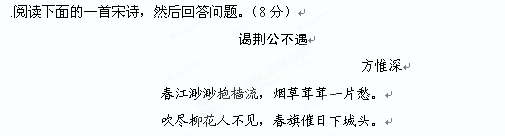 .阅读下面的一首宋诗，然后回答问题。（8分）
谒荆公不遇
方惟深
春江渺渺抱樯流，烟草茸茸一片愁。
吹尽柳花人不见，春旗催日下城头。